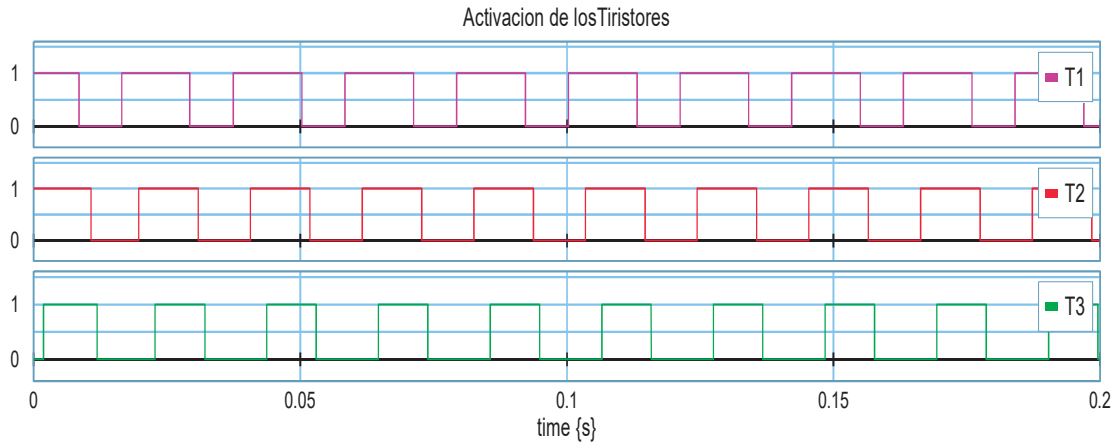 Activacion de losTiristores
1
0
T1
1
0
T2
1
0
T3
0 0.05 0.1 0.15 0.2
time {s}